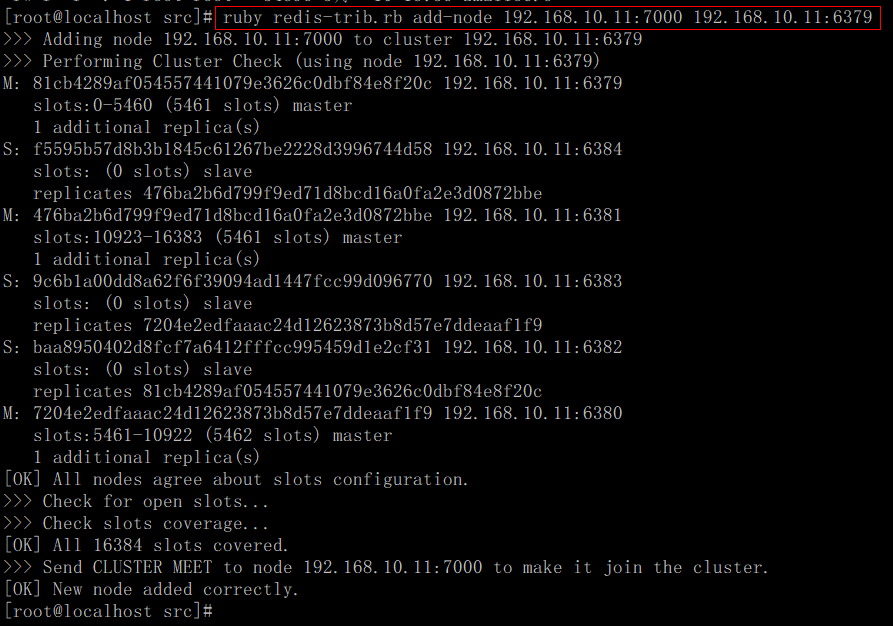 [root@localhost src]# ruby redis-trib.rb add-node 192.168.10.11:7000 192.168.10.11:6379
>>> Adding node 192.168.10.11:7000 to cluster 192.168.10.11:6379
>>> Performing Cluster Check (using node 192.168.10.11:6379)
M: 81cb4289af054557441079e3626c0dbf84e8f20c 192.168.10.11:6379
   slots:0-5460 (5461 slots) master
   1 additional replica(s)
S: f5595b57d8b3b1845c61267be2228d3996744d58 192.168.10.11:6384
   slots: (0 slots) slave
   replicates 476ba2b6d799f9ed71d8bcd16a0fa2e3d0872bbe
M: 476ba2b6d799f9ed71d8bcd16a0fa2e3d0872bbe 192.168.10.11:6381
   slots:10923-16383 (5461 slots) master
   1 additional replica(s)
S: 9c6b1a00dd8a62f6f39094ad1447fcc99d096770 192.168.10.11:6383
   slots: (0 slots) slave
   replicates 7204e2edfaaac24d12623873b8d57e7ddeaaf1f9
S: baa8950402d8fcf7a6412fffcc995459d1e2cf31 192.168.10.11:6382
   slots: (0 slots) slave
   replicates 81cb4289af054557441079e3626c0dbf84e8f20c
M: 7204e2edfaaac24d12623873b8d57e7ddeaaf1f9 192.168.10.11:6380
   slots:5461-10922 (5462 slots) master
   1 additional replica(s)
[OK] All nodes agree about slots configuration.
>>> Check for open slots...
>>> Check slots coverage...
[OK] All 16384 slots covered.
>>> Send CLUSTER MEET to node 192.168.10.11:7000 to make it join the cluster.
[OK] New node added correctly.
[root@localhost src]#